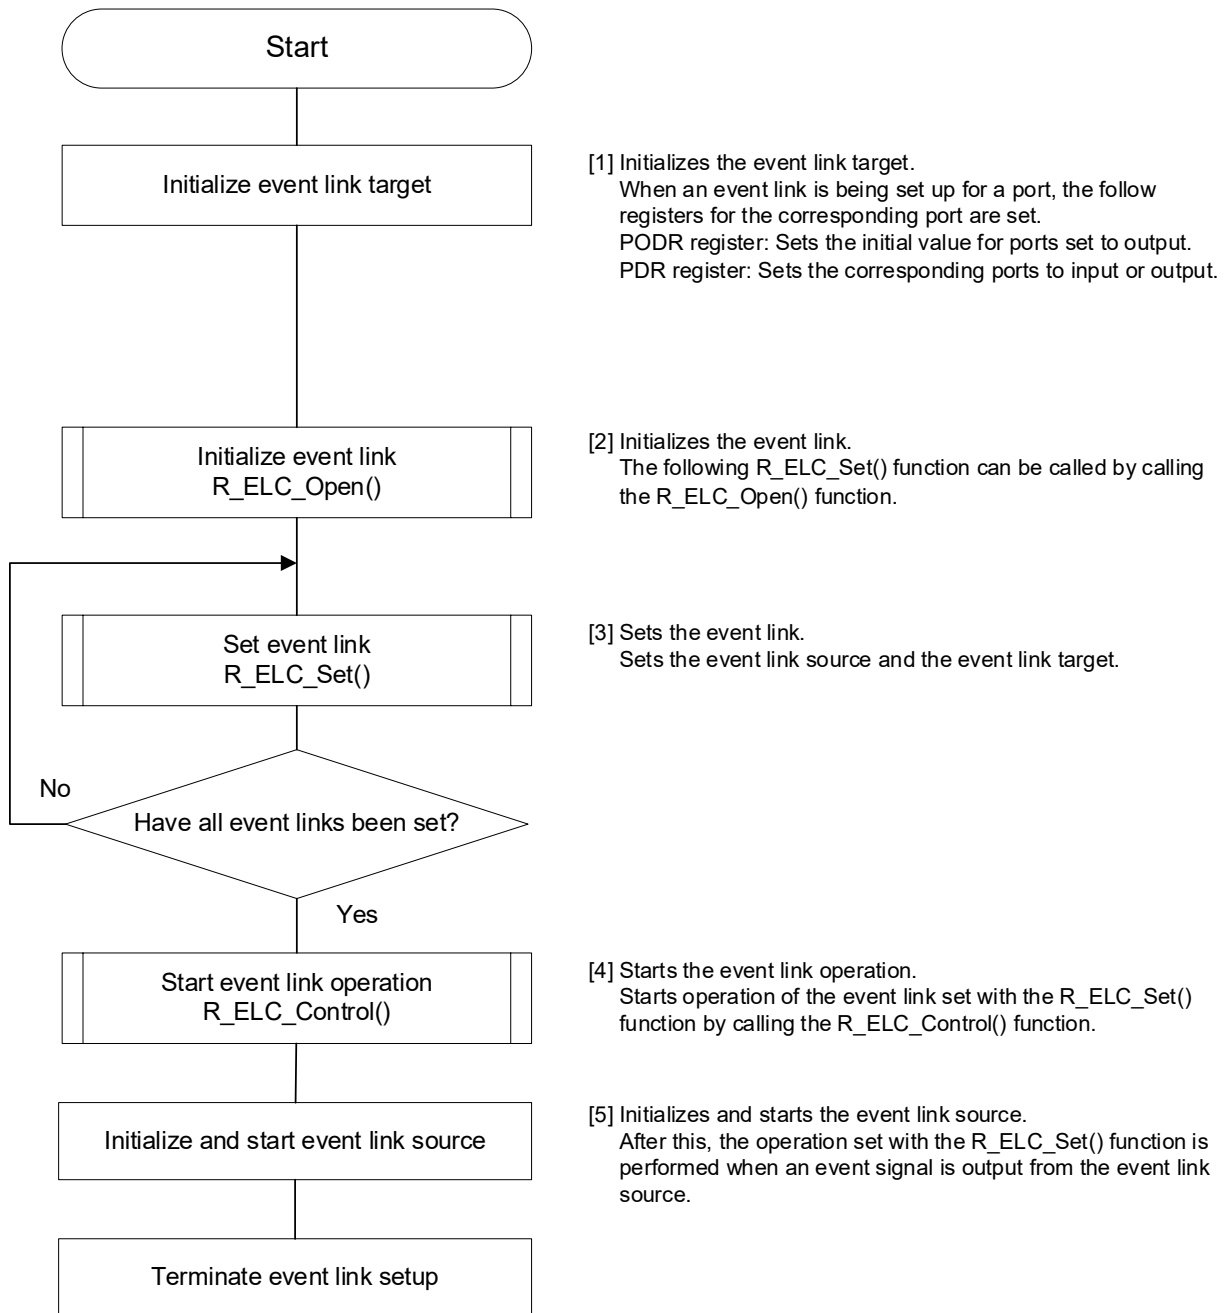 Start
Initialize event link target
[1] Initializes the event link target.
When an event link is being set up for a port, the follow
registers for the corresponding port are set.
PODR register: Sets the initial value for ports set to output.
PDR register: Sets the corresponding ports to input or output.
Initialize event link
R_ELC_Open()
[2] Initializes the event link.
The following R_ELC_Set() function can be called by calling
the R_ELC_Open() function.
Set event link
R_ELC_Set()
[3] Sets the event link.
Sets the event link source and the event link target.
No
Have all event links been set?
Yes
Start event link operation
R_ELC_Control()
[4] Starts the event link operation.
Starts operation of the event link set with the R_ELC_Set()
function by calling the R_ELC_Control() function.
Initialize and start event link source
[5] Initializes and starts the event link source.
After this, the operation set with the R_ELC_Set() function is
performed when an event signal is output from the event link
source.
Terminate event link setup